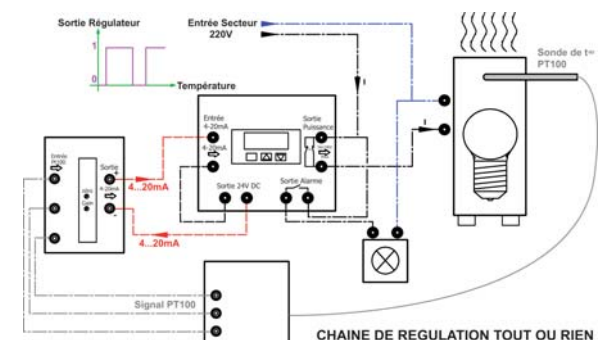 Sortie Régulateur
1
0
Température
Entrée Secteur
220V
I
Sonde de t°
PT100
Entrée
4-20mA
4-20mA
Sortie
Puissance
I
Entrée
Pt100
Sortie
+
4-20mA
-
4...20mA
4...20mA
Sortie 24V DC
Sortie Alarme
Signal PT100
CHAINE DE REGULATION TOUT OU RIEN